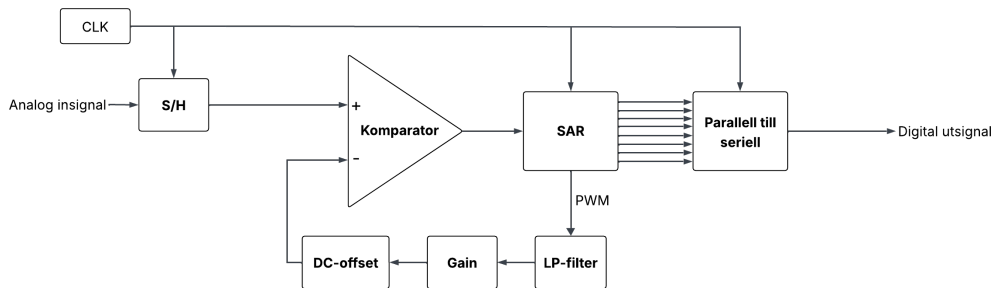 CLK
Analog insignal
S/H
+
Komparator
-
SAR
Parallell till
seriell
Digital utsignal
PWM
DC-offset
Gain
LP-filter